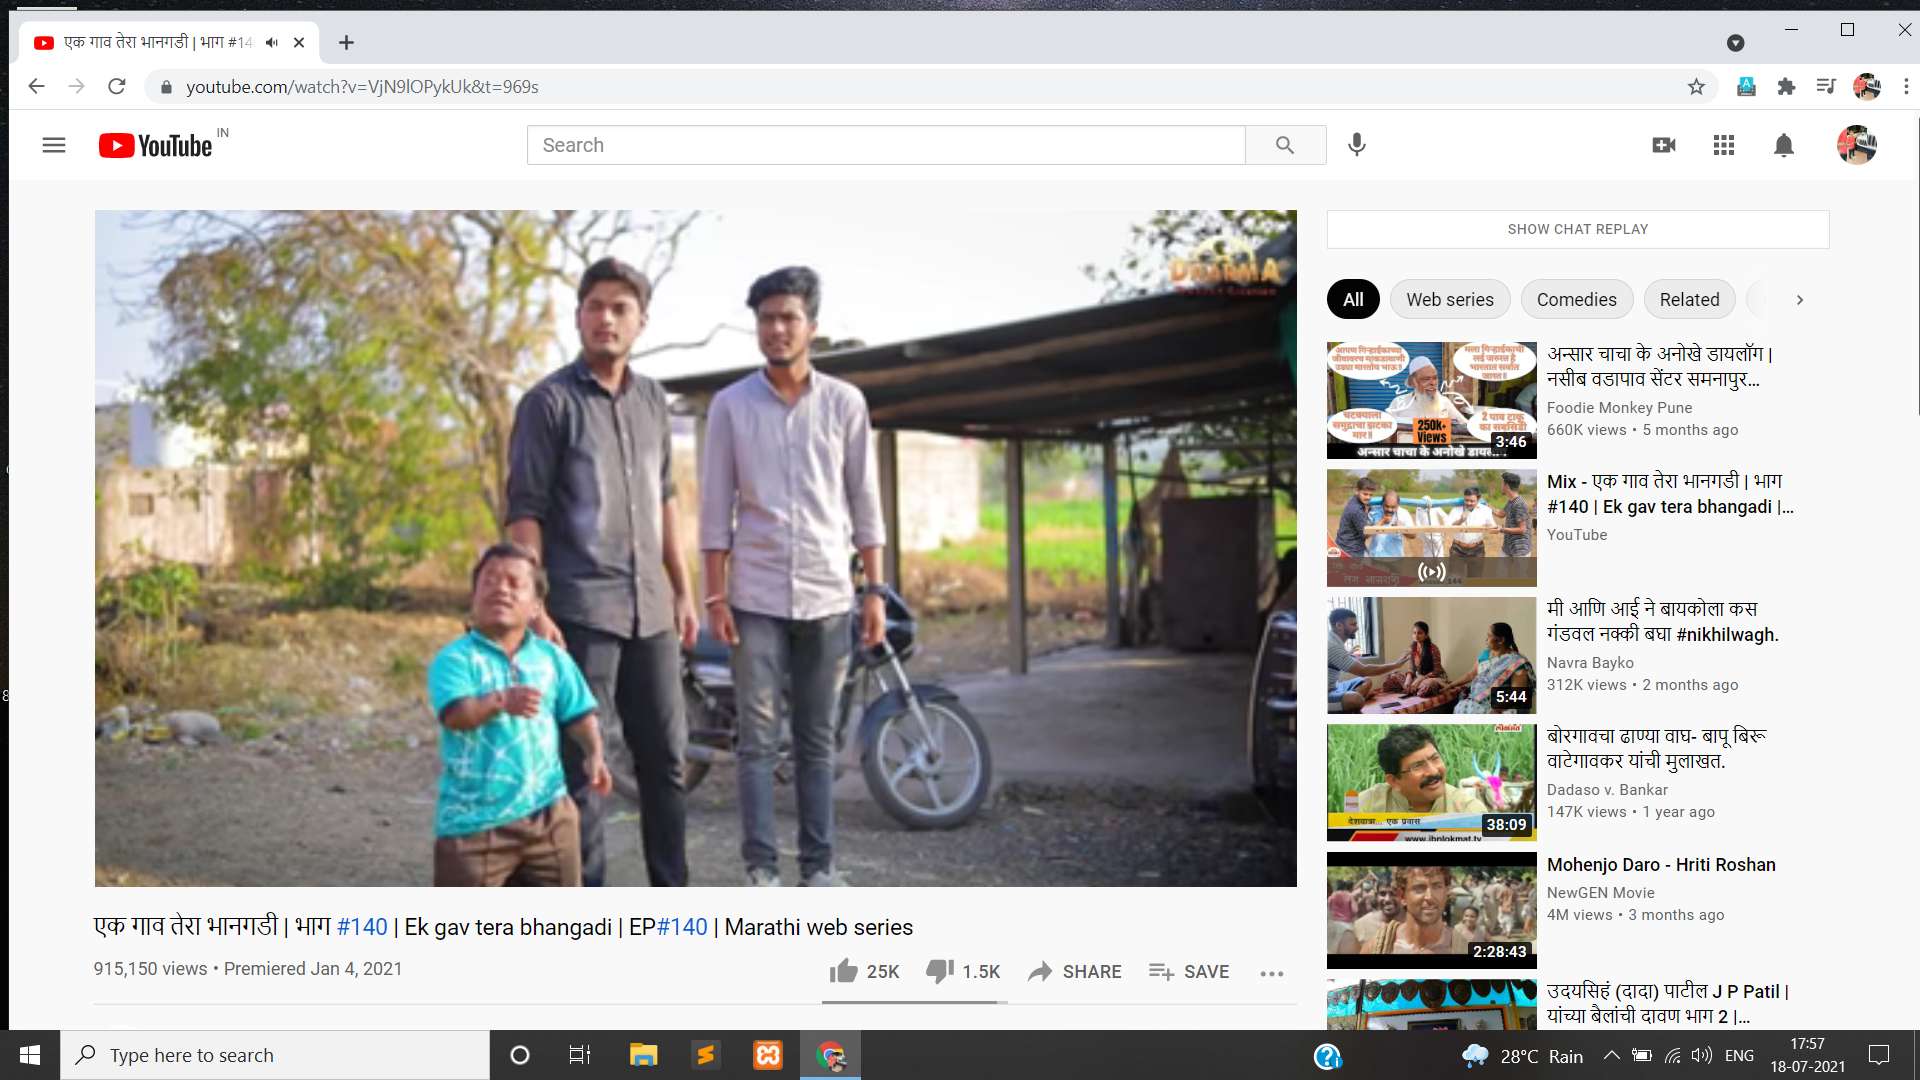 एक गाव तेरा भानगडी | भाग #14
youtube.com/watch?v=VjN9lOPykUk&t=969s
YouTube IN
Search
SHOW CHAT REPLAY
All
Web series
Comedies
Related
एक गाव तेरा भानगडी | भाग #140 | Ek gav tera bhangadi | EP#140 | Marathi web series
915,150 views • Premiered Jan 4, 2021
25K
1.5K
SHARE
SAVE
250k+
Views
3:46
अन्सार चाचा के अनोखे डायलॉग |
नसीब वडापाव सेंटर समनापुर...
Foodie Monkey Pune
660K views • 5 months ago
Mix - एक गाव तेरा भानगडी | भाग
#140 | Ek gav tera bhangadi |...
YouTube
5:44
मी आणि आई ने बायकोला कस
गंडवल नक्की बघा #nikhilwagh.
Navra Bayko
312K views • 2 months ago
38:09
www.ibnlokmat.tv
बोरगावचा ढाण्या वाघ- बापू बिरू
वाटेगावकर यांची मुलाखत.
Dadaso v. Bankar
147K views • 1 year ago
2:28:43
Mohenjo Daro - Hriti Roshan
NewGEN Movie
4M views • 3 months ago
उदयसिहं (दादा) पाटील J P Patil |
यांच्या बैलांची दावण भाग 2 |...
Type here to search
28°C Rain
ENG
17:57
18-07-2021